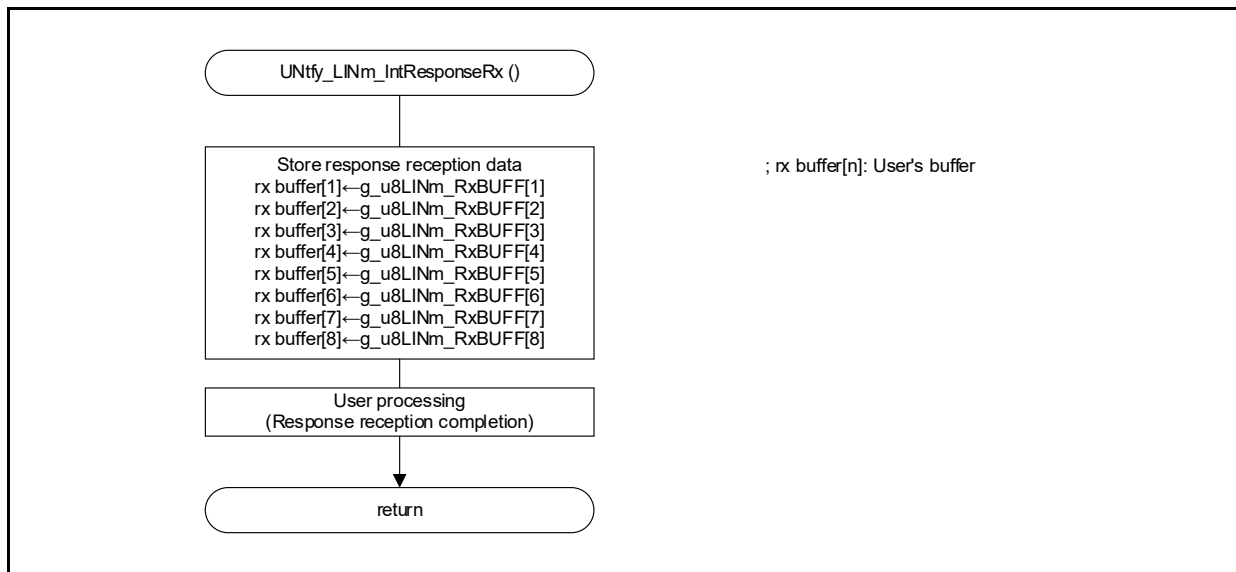 UNtfy_LINm_IntResponseRx ()
Store response reception data
rx buffer[1]←g_u8LINm_RxBUFF[1]
rx buffer[2]←g_u8LINm_RxBUFF[2]
rx buffer[3]←g_u8LINm_RxBUFF[3]
rx buffer[4]←g_u8LINm_RxBUFF[4]
rx buffer[5]←g_u8LINm_RxBUFF[5]
rx buffer[6]←g_u8LINm_RxBUFF[6]
rx buffer[7]←g_u8LINm_RxBUFF[7]
rx buffer[8]←g_u8LINm_RxBUFF[8]
; rx buffer[n]: User's buffer
User processing
(Response reception completion)
return